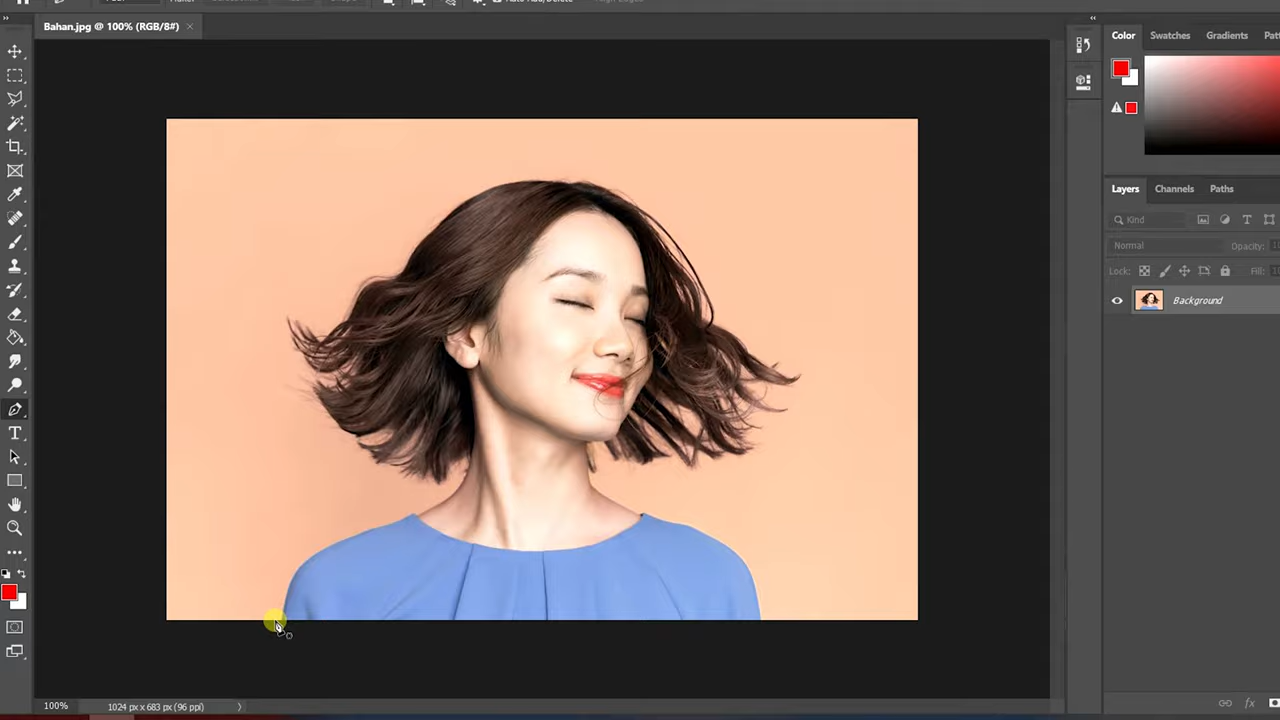 Bahan.jpg @ 100% (RGB/8#) ×
Color Swatches Gradients
Layers Channels Paths
Kind
Normal Opacity:
Lock: Fill:
Background
fx
100% 1024 px x 683 px (96 ppi)